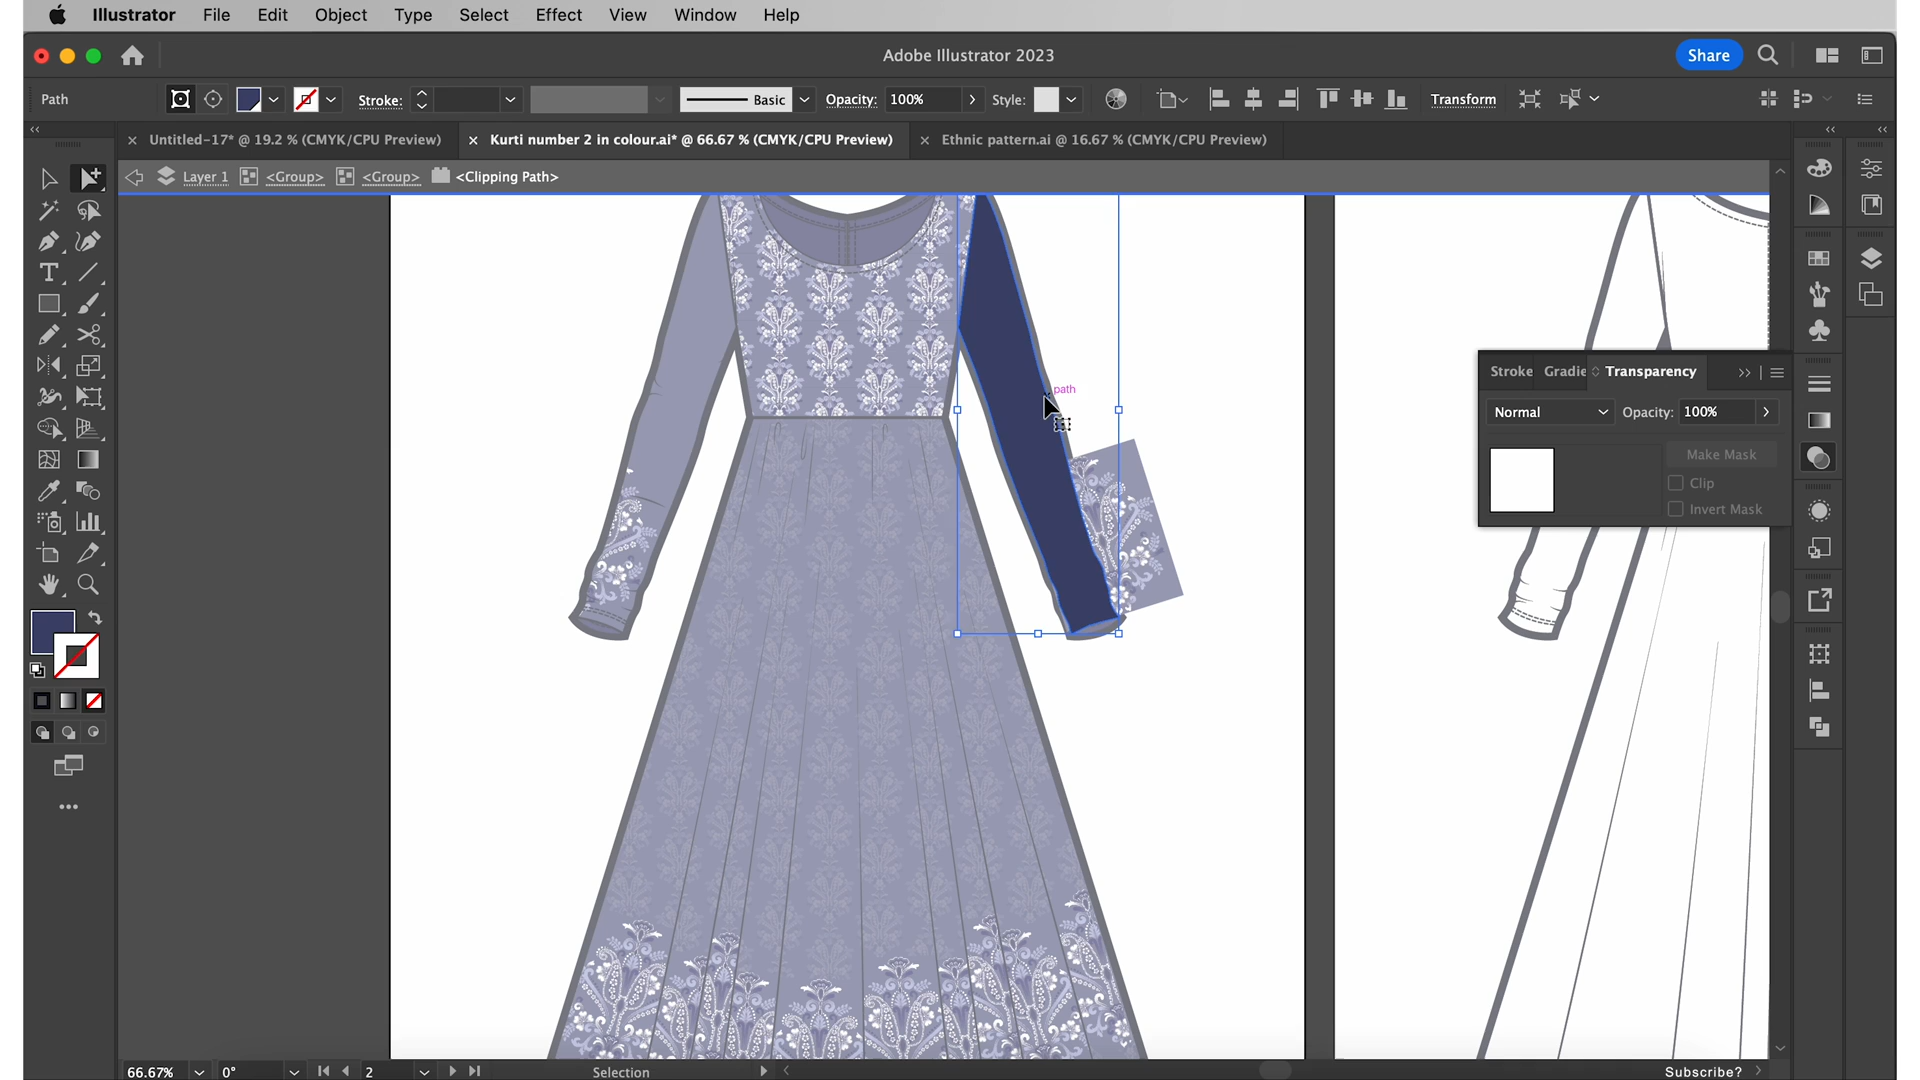 Illustrator File Edit Object Type Select Effect View Window Help
Adobe Illustrator 2023
Share
Path
Stroke:
Basic
Opacity: 100%
Style:
Transform
Untitled-17* @ 19.2 % (CMYK/CPU Preview)
Kurti number 2 in colour.ai* @ 66.67 % (CMYK/CPU Preview)
Ethnic pattern.ai @ 16.67 % (CMYK/CPU Preview)
Layer 1 <Group> <Group> <Clipping Path>
path
Stroke Gradie Transparency
Normal
Opacity: 100%
Make Mask
Clip
Invert Mask
66.67% 0° 2 Selection
Subscribe?